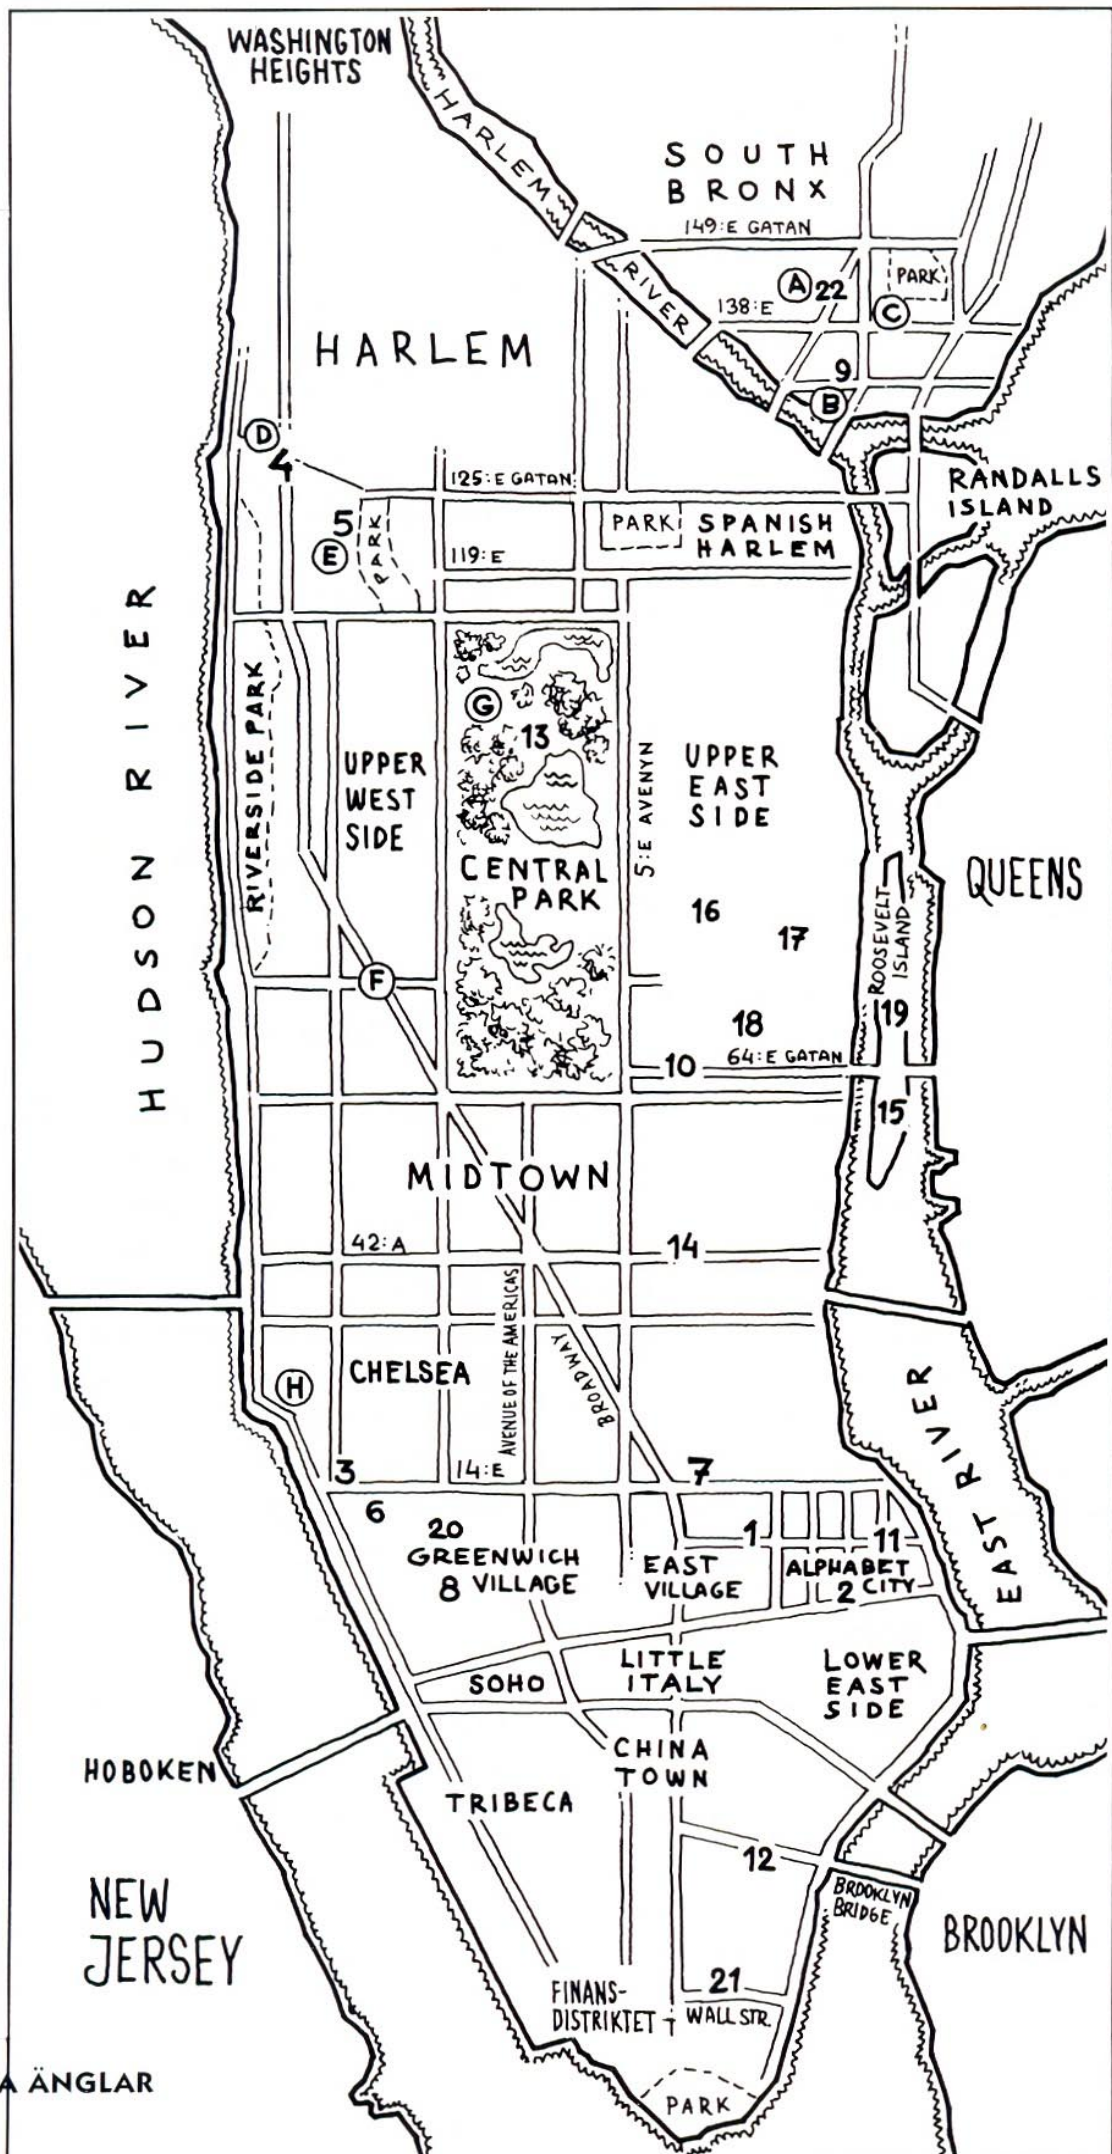 WASHINGTON
HEIGHTS
HARLEM
RIVER
SOUTH
BRONX
149:E GATAN
A 22
PARK
C
138:E
HARLEM
9
B
D
4
125:E GATAN
RANDALLS
ISLAND
5
E
PARK
PARK
SPANISH
HARLEM
119:E
HUDSON RIVER
RIVERSIDE PARK
G
13
UPPER
WEST
SIDE
5:E AVENYN
UPPER
EAST
SIDE
CENTRAL
PARK
QUEENS
16
17
ROOSEVELT
ISLAND
F
18
19
10
64:E GATAN
15
MIDTOWN
42:A
14
AVENUE OF THE AMERICAS
BROADWAY
CHELSEA
H
EAST RIVER
3
14:E
7
6
20
1
11
GREENWICH
8 VILLAGE
EAST
VILLAGE
ALPHABET
2 CITY
SOHO
LITTLE
ITALY
LOWER
EAST
SIDE
CHINA
TOWN
HOBOKEN
TRIBECA
12
BROOKLYN
BRIDGE
NEW
JERSEY
BROOKLYN
21
FINANS-
DISTRIKTET
WALL STR.
A ÄNGLAR
PARK